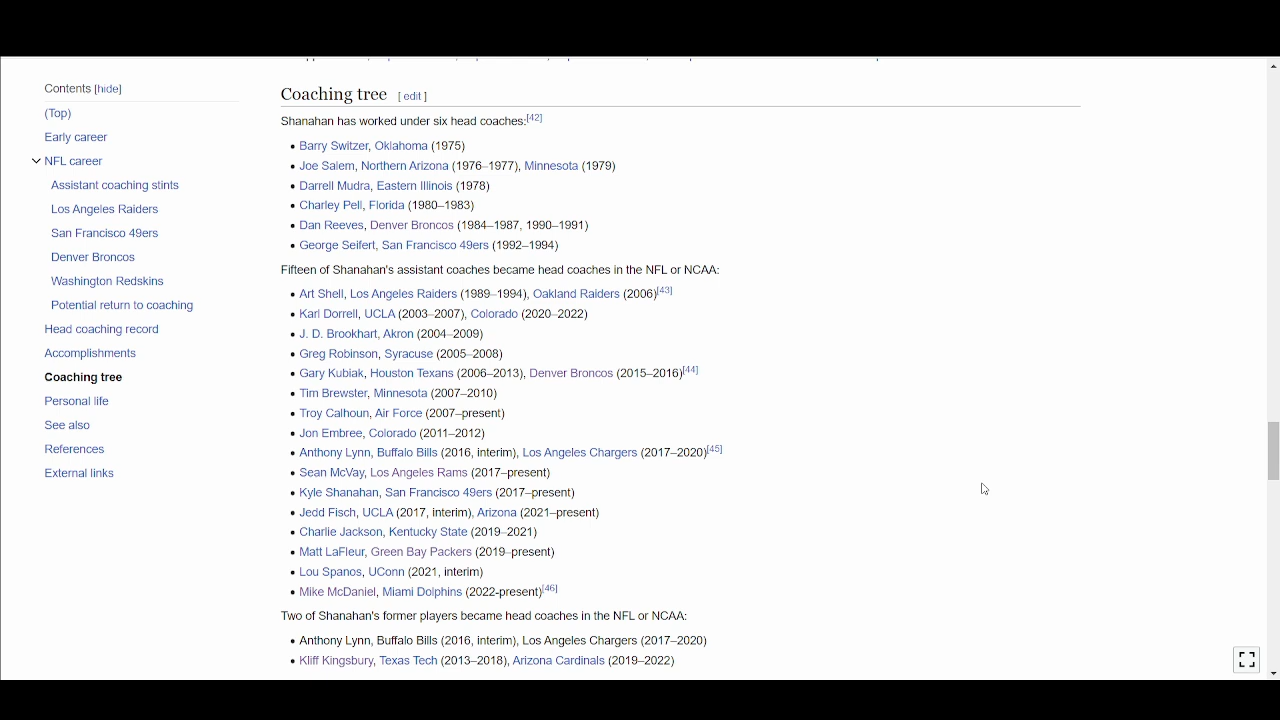 Contents [hide]
(Top)
Early career
NFL career
Assistant coaching stints
Los Angeles Raiders
San Francisco 49ers
Denver Broncos
Washington Redskins
Potential return to coaching
Head coaching record
Accomplishments
Coaching tree
Personal life
See also
References
External links
Coaching tree [ edit ]
Shanahan has worked under six head coaches:[42]
• Barry Switzer, Oklahoma (1975)
• Joe Salem, Northern Arizona (1976–1977), Minnesota (1979)
• Darrell Mudra, Eastern Illinois (1978)
• Charley Pell, Florida (1980–1983)
• Dan Reeves, Denver Broncos (1984–1987, 1990–1991)
• George Seifert, San Francisco 49ers (1992–1994)
Fifteen of Shanahan's assistant coaches became head coaches in the NFL or NCAA:
• Art Shell, Los Angeles Raiders (1989–1994), Oakland Raiders (2006)[43]
• Karl Dorrell, UCLA (2003–2007), Colorado (2020–2022)
• J. D. Brookhart, Akron (2004–2009)
• Greg Robinson, Syracuse (2005–2008)
• Gary Kubiak, Houston Texans (2006–2013), Denver Broncos (2015–2016)[44]
• Tim Brewster, Minnesota (2007–2010)
• Troy Calhoun, Air Force (2007–present)
• Jon Embree, Colorado (2011–2012)
• Anthony Lynn, Buffalo Bills (2016, interim), Los Angeles Chargers (2017–2020)[45]
• Sean McVay, Los Angeles Rams (2017–present)
• Kyle Shanahan, San Francisco 49ers (2017–present)
• Jedd Fisch, UCLA (2017, interim), Arizona (2021–present)
• Charlie Jackson, Kentucky State (2019–2021)
• Matt LaFleur, Green Bay Packers (2019–present)
• Lou Spanos, UConn (2021, interim)
• Mike McDaniel, Miami Dolphins (2022-present)[46]
Two of Shanahan's former players became head coaches in the NFL or NCAA:
• Anthony Lynn, Buffalo Bills (2016, interim), Los Angeles Chargers (2017–2020)
• Kliff Kingsbury, Texas Tech (2013–2018), Arizona Cardinals (2019–2022)